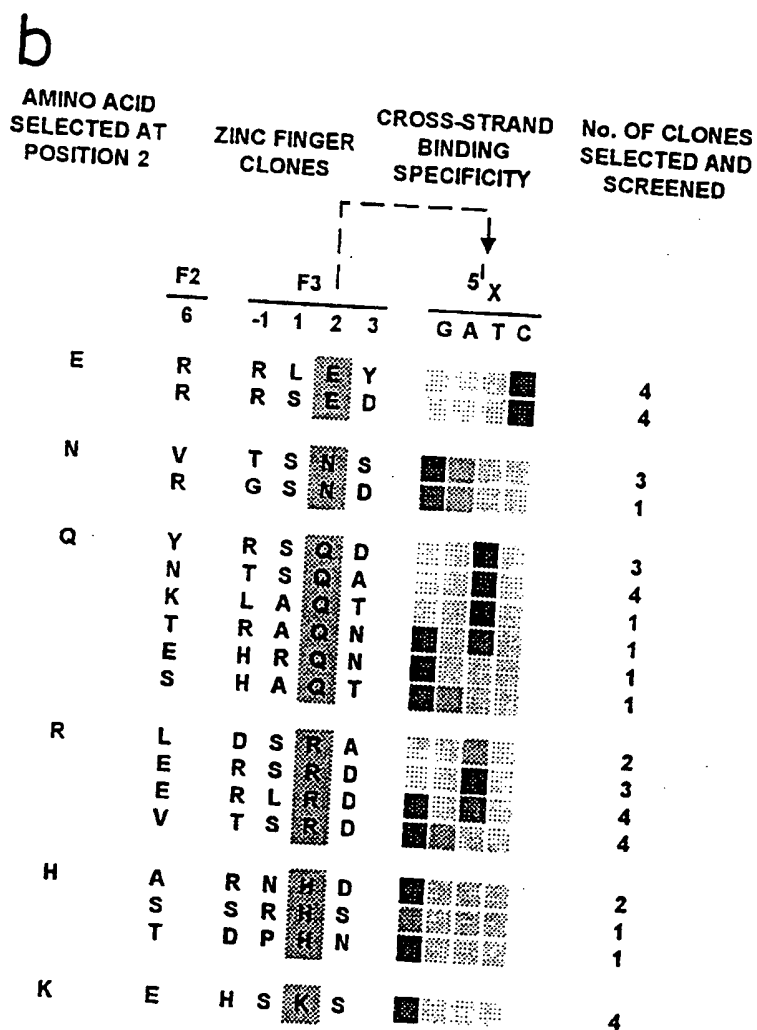 b
AMINO ACID SELECTED AT POSITION 2
ZINC FINGER CLONES
CROSS-STRAND BINDING SPECIFICITY
No. OF CLONES SELECTED AND SCREENED
F2 F3 5' X
6 -1 1 2 3 G A T C
E R R L E Y 4
R R S E D 4
N V T S N S 3
R G S N D 1
Q Y R S Q D 3
N T S Q A 4
K L A Q T 1
T R A Q N 1
E H R Q N 1
S H A Q T 1
R L D S R A 2
E R S R D 3
E R L R D 4
V T S R D 4
H A R N H D 2
S S R H S 1
T D P H N 1
K E H S K S 4